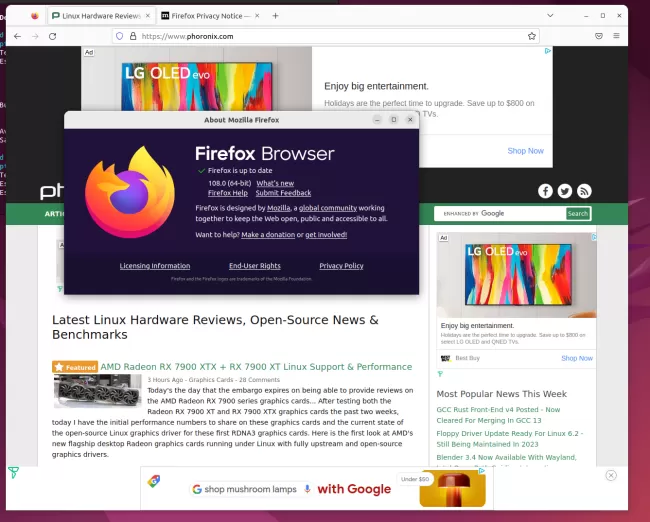 Linux Hardware Reviews
Firefox Privacy Notice —
https://www.phoronix.com
Ad
LG OLED evo
Enjoy big entertainment.
Holidays are the perfect time to upgrade. Save up to $800 on
TVs.
Shop Now
About Mozilla Firefox
Firefox Browser
Firefox is up to date
108.0 (64-bit) What's new
Firefox Help Submit Feedback
Firefox is designed by Mozilla, a global community working
together to keep the Web open, public and accessible to all.
Want to help? Make a donation or get involved!
Licensing Information End-User Rights Privacy Policy
Firefox and the Firefox logos are trademarks of the Mozilla Foundation.
ARTIC
ENHANCED BY Google Search
Latest Linux Hardware Reviews, Open-Source News &
Benchmarks
Featured AMD Radeon RX 7900 XTX + RX 7900 XT Linux Support & Performance
3 Hours Ago - Graphics Cards - 28 Comments
Today's the day that the embargo expires on being able to provide reviews on
the AMD Radeon RX 7900 series graphics cards... After testing both the
Radeon RX 7900 XT and RX 7900 XTX graphics cards the past two weeks,
today I have the initial performance numbers to share on these graphics cards and the current state of
the open-source Linux graphics driver for these first RDNA3 graphics cards. Here is the first look at AMD's
new flagship desktop Radeon graphics cards running under Linux with fully upstream and open-source
graphics drivers.
Ad
LG OLED evo
Enjoy big entertainment.
Holidays are the perfect time to upgrade. Save up to $800 on
select LG OLED and QNED TVs.
Best Buy Shop Now
Most Popular News This Week
GCC Rust Front-End v4 Posted - Now
Cleared For Merging In GCC 13
Floppy Driver Update Ready For Linux 6.2 -
Still Being Maintained In 2023
Blender 3.4 Now Available With Wayland,
shop mushroom lamps with Google
Under $50